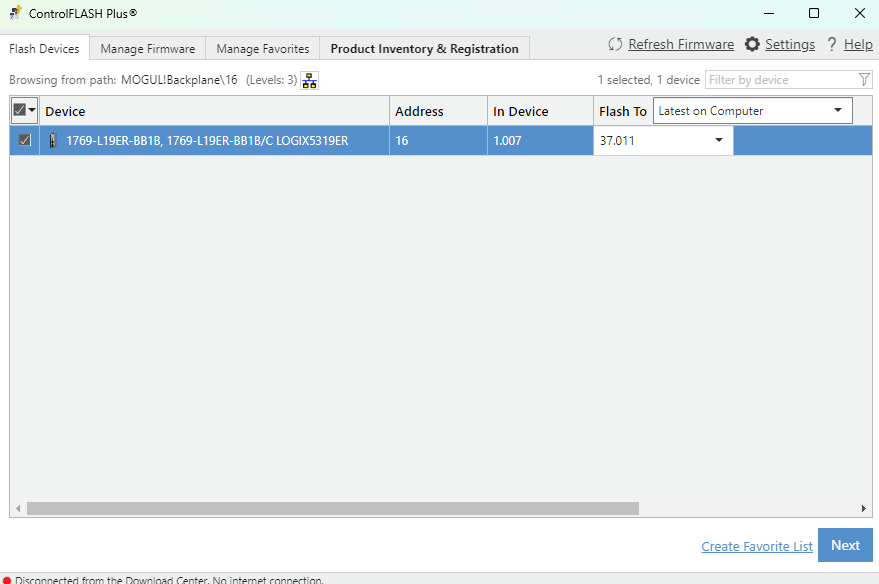 ControlFLASH Plus®
Flash Devices Manage Firmware Manage Favorites Product Inventory & Registration Refresh Firmware Settings ? Help
Browsing from path: MOGUL!Backplane\16 (Levels: 3) 1 selected, 1 device Filter by device
Device Address In Device Flash To Latest on Computer
1769-L19ER-BB1B, 1769-L19ER-BB1B/C LOGIX5319ER 16 1.007 37.011
Create Favorite List Next
Disconnected from the Download Center. No internet connection.